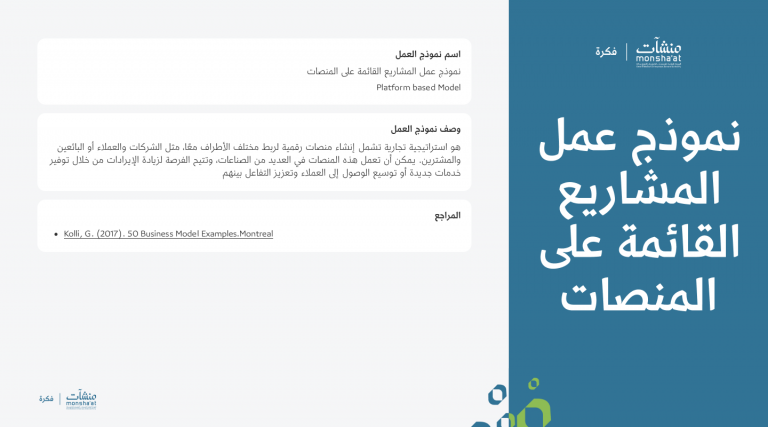 منشآت
monsha'at
فكرة
نموذج عمل
المشاريع
القائمة على
المنصات
اسم نموذج العمل
نموذج عمل المشاريع القائمة على المنصات
Platform based Model
وصف نموذج العمل
هو استراتيجية تجارية تشمل إنشاء منصات رقمية لربط مختلف الأطراف معًا، مثل الشركات والعملاء أو البائعين
والمشترين. يمكن أن تعمل هذه المنصات في العديد من الصناعات، وتتيح الفرصة لزيادة الإيرادات من خلال توفير
خدمات جديدة أو توسيع الوصول إلى العملاء وتعزيز التفاعل بينهم
المراجع
• Kolli, G. (2017). 50 Business Model Examples.Montreal
منشآت
monsha'at
فكرة